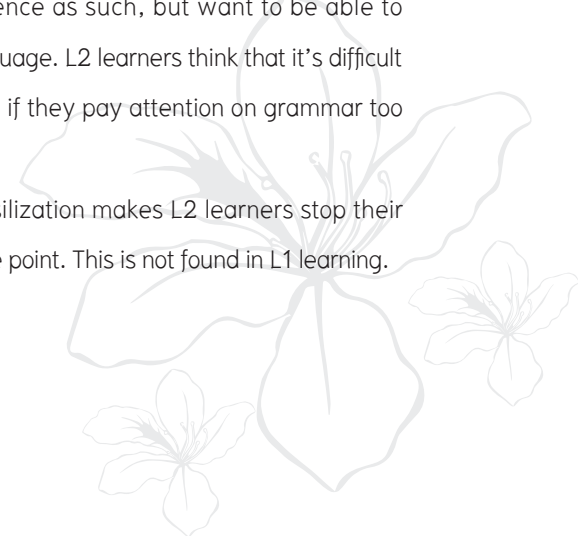 ence as such, but want to be able to
uage. L2 learners think that it's difficult
if they pay attention on grammar too
silization makes L2 learners stop their
point. This is not found in L1 learning.